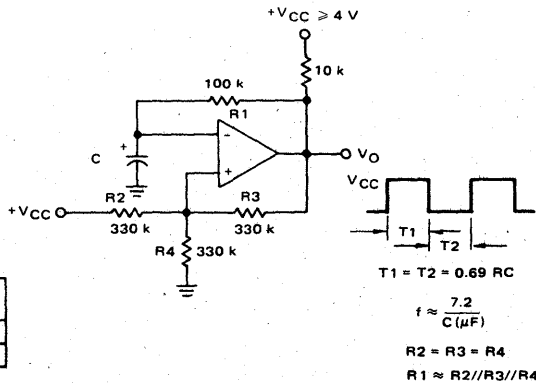 +VCC ≥ 4 V
10 k
100 k
R1
C
+
−
+
VO
+VCC
R2
330 k
R3
330 k
R4
330 k
VCC
T1
T2
T1 = T2 = 0.69 RC
f ≈ 7.2
C (μF)
R2 = R3 = R4
R1 ≈ R2//R3//R4